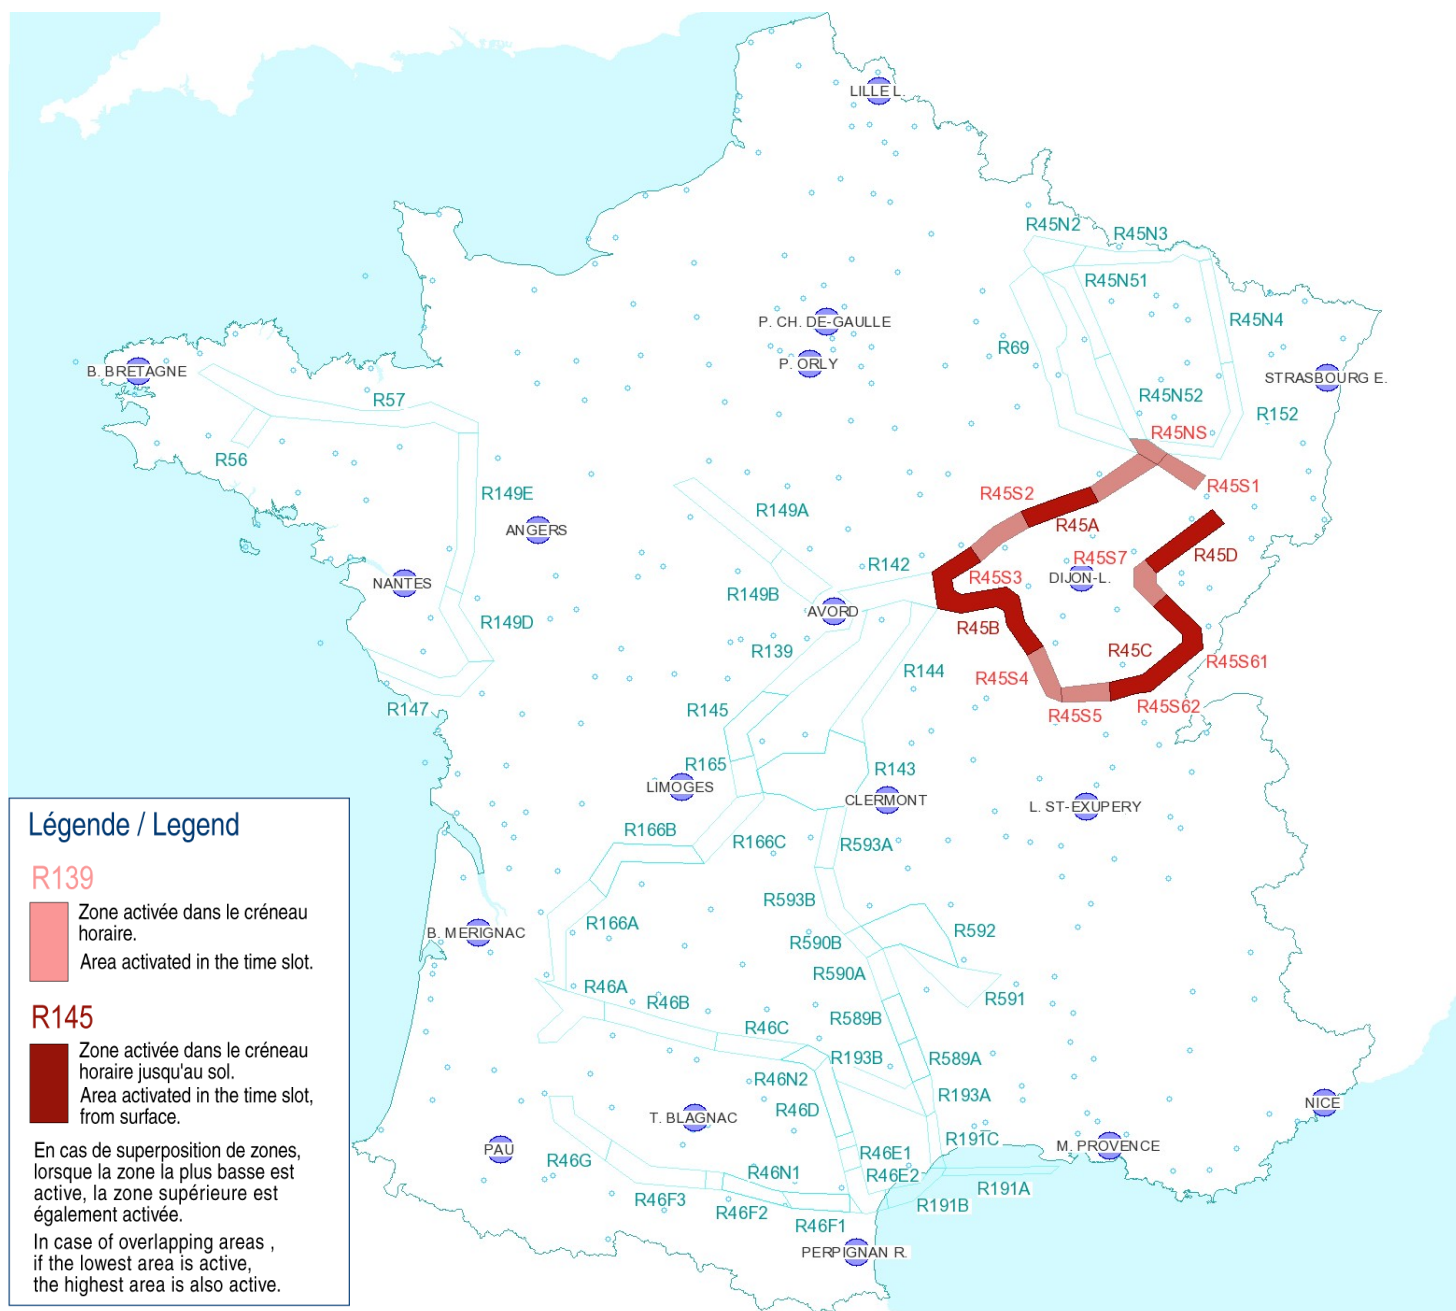 LILLE L.
R45N2
R45N3
R45N51
P. CH. DE-GAULLE
R45N4
R69
P. ORLY
B. BRETAGNE
STRASBOURG E.
R57
R45N52
R152
R45NS
R56
R45S1
R149E
R45S2
R149A
R45A
ANGERS
R45S7
R45D
R142
R45S3
DIJON-L.
NANTES
R149B
AVORD
R149D
R45B
R139
R45C
R45S61
R144
R45S4
R147
R145
R45S5
R45S62
R165
R143
LIMOGES
CLERMONT
L. ST-EXUPERY
R166B
R166C
R593A
R593B
R166A
B. MERIGNAC
R592
R590B
R590A
R46A
R46B
R591
R46C
R589B
R193B
R589A
R46N2
R193A
R46D
NICE
T. BLAGNAC
R191C
M. PROVENCE
PAU
R46E1
R46G
R46N1
R46E2
R191A
R46F3
R46F2
R191B
R46F1
PERPIGNAN R.
Légende / Legend
R139
Zone activée dans le créneau
horaire.
Area activated in the time slot.
R145
Zone activée dans le créneau
horaire jusqu'au sol.
Area activated in the time slot,
from surface.
En cas de superposition de zones,
lorsque la zone la plus basse est
active, la zone supérieure est
également activée.
In case of overlapping areas ,
if the lowest area is active,
the highest area is also active.